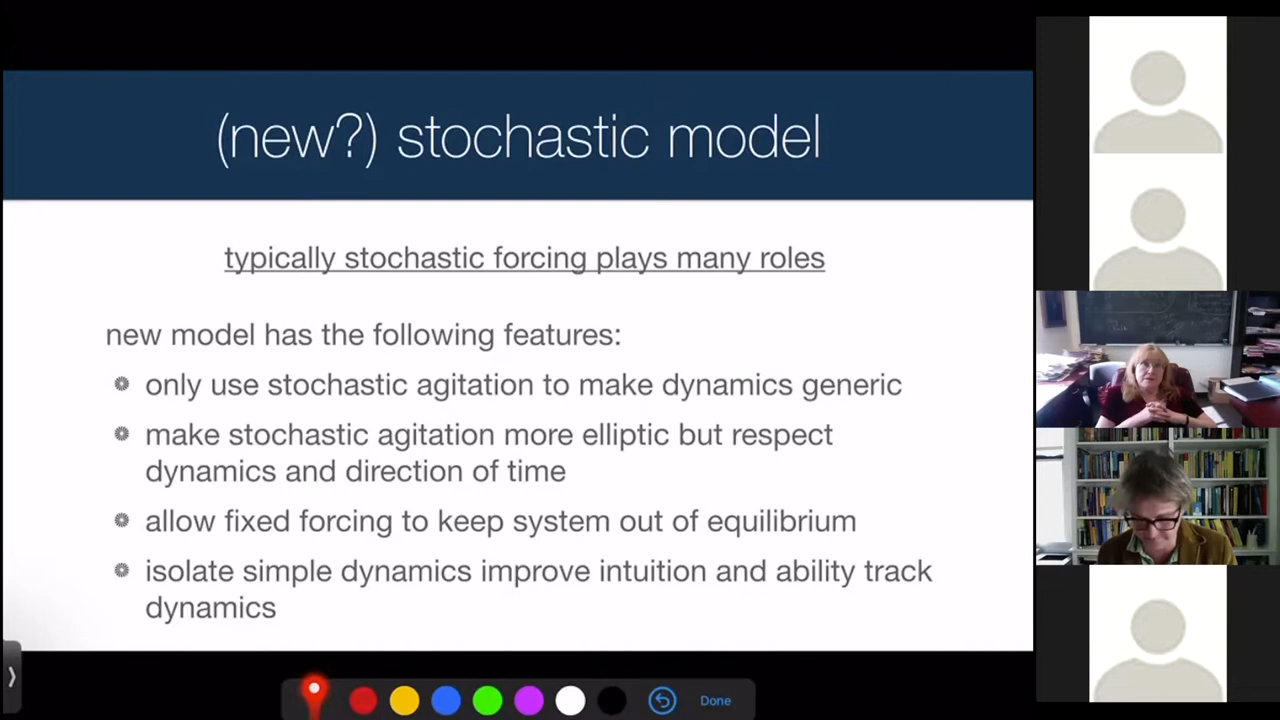 (new?) stochastic model
typically stochastic forcing plays many roles
new model has the following features:
only use stochastic agitation to make dynamics generic
make stochastic agitation more elliptic but respect
dynamics and direction of time
allow fixed forcing to keep system out of equilibrium
isolate simple dynamics improve intuition and ability track
dynamics
Done